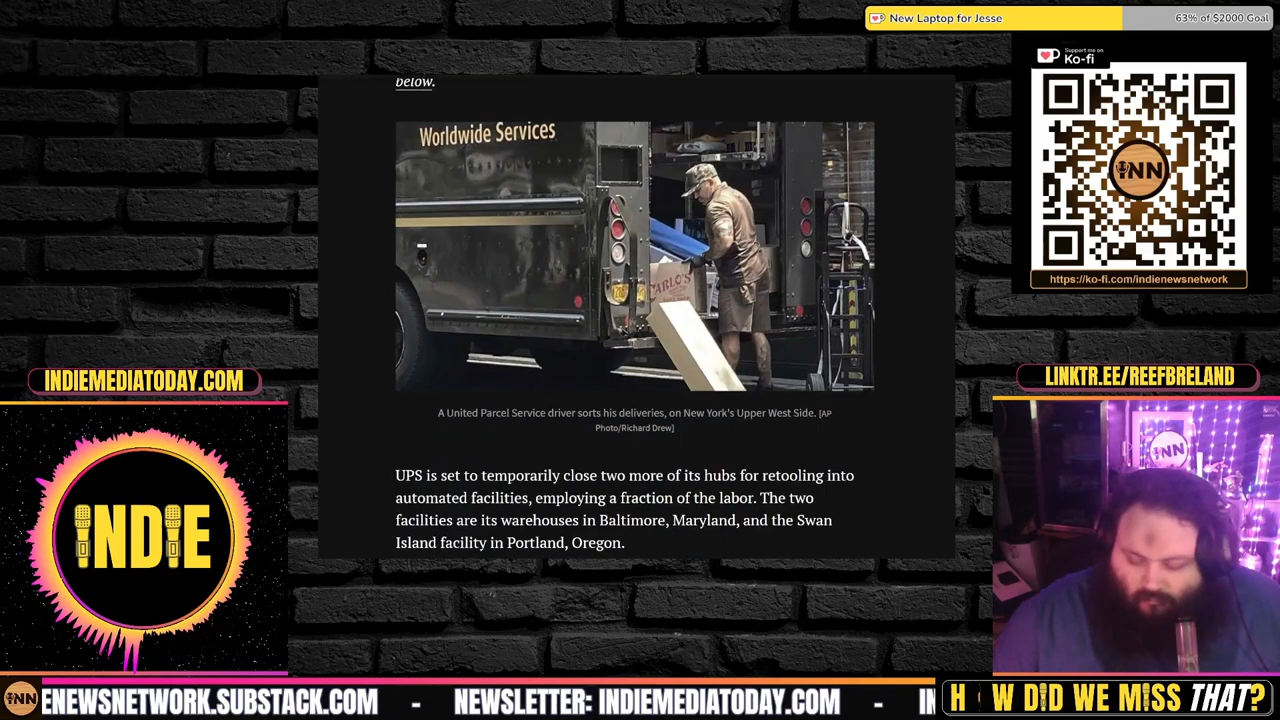 New Laptop for Jesse
63% of $2000 Goal
Support me on
Ko-fi
iNN
https://ko-fi.com/indienewsnetwork
below.
Worldwide Services
CARLO'S
A United Parcel Service driver sorts his deliveries, on New York's Upper West Side. [AP
Photo/Richard Drew]
UPS is set to temporarily close two more of its hubs for retooling into
automated facilities, employing a fraction of the labor. The two
facilities are its warehouses in Baltimore, Maryland, and the Swan
Island facility in Portland, Oregon.
INDIEMEDIATODAY.COM
INDIE
LINKTR.EE/REEFBRELAND
INN
INN
ENEWSNETWORK.SUBSTACK.COM - NEWSLETTER: INDIEMEDIATODAY.COM - IN
H W DID WE MISS THAT?